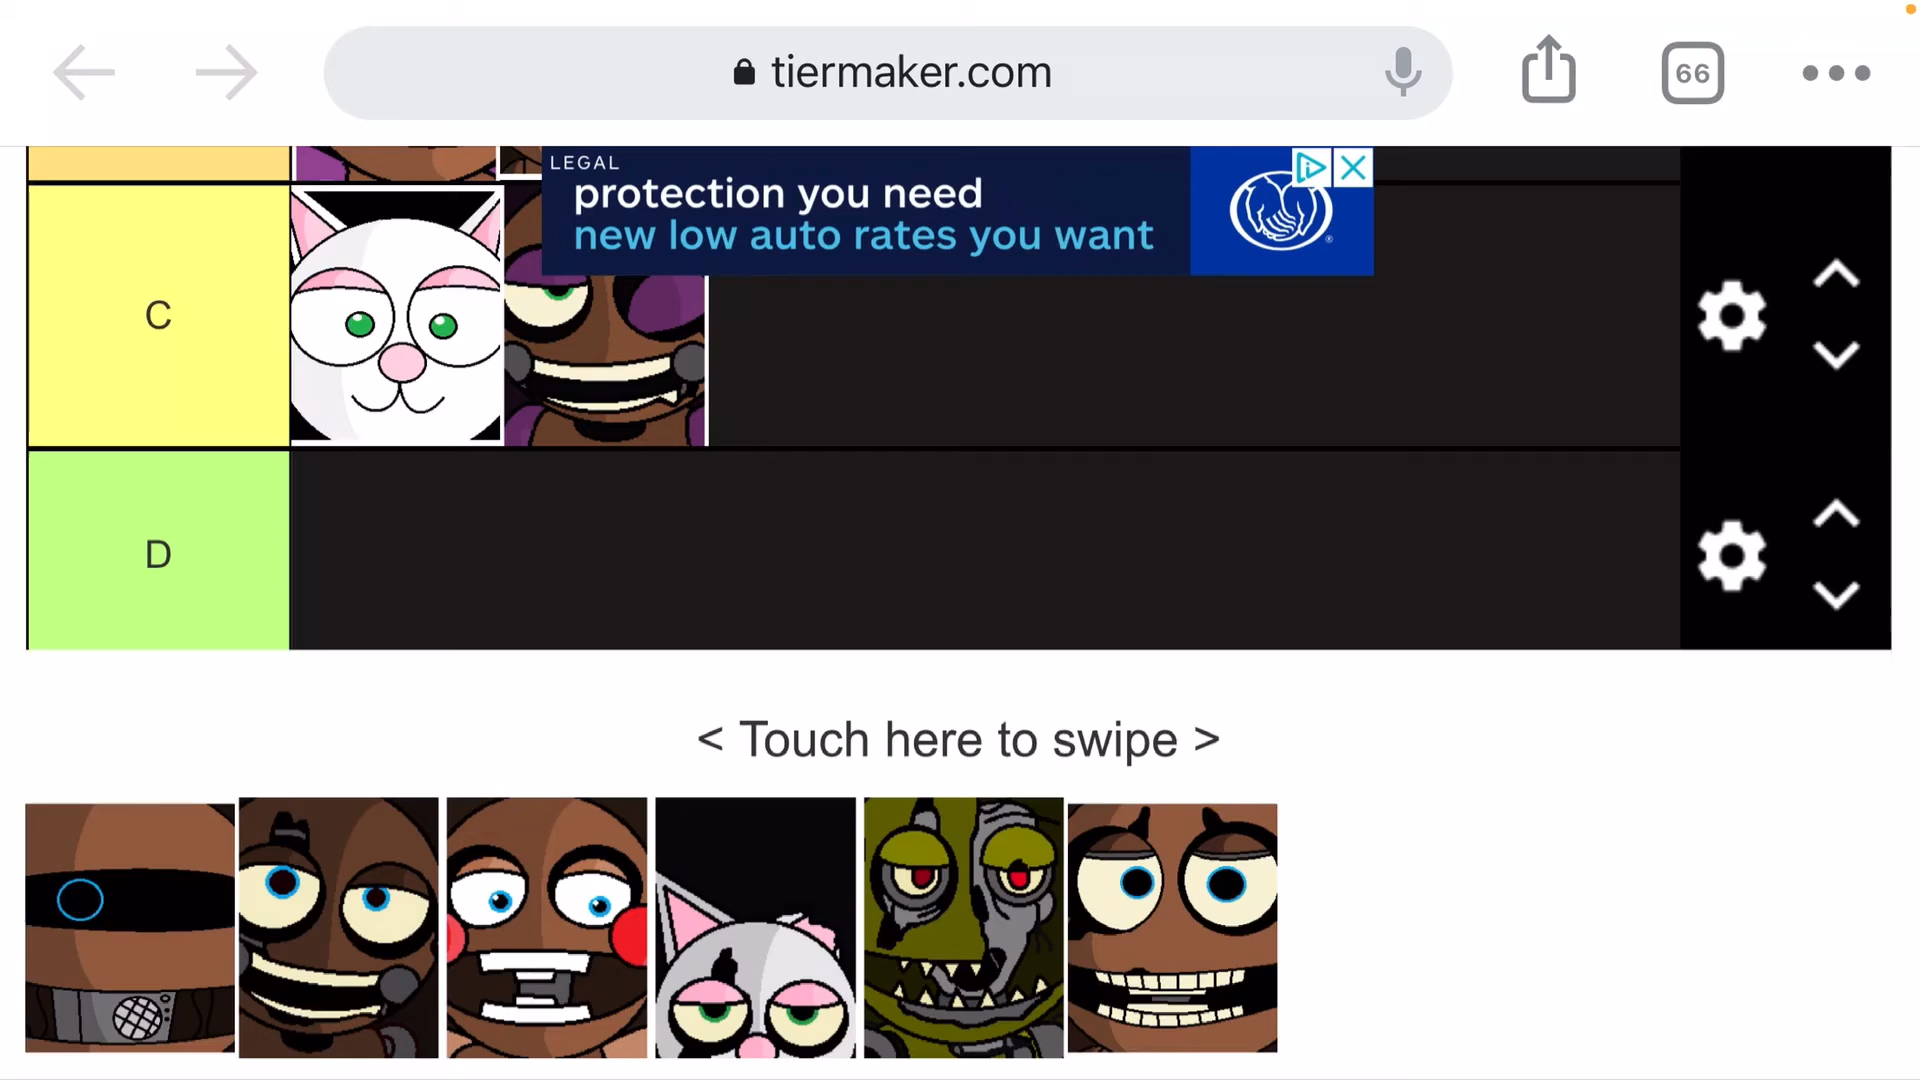 tiermaker.com
66
LEGAL
protection you need
new low auto rates you want
®
C
D
< Touch here to swipe >